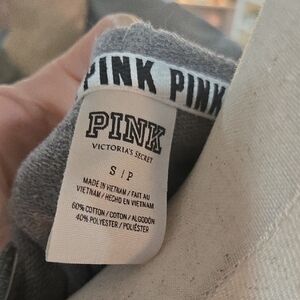 PINK PINK
PINK
VICTORIA'S SECRET
S / P
MADE IN VIETNAM / FAIT AU
VIETNAM / HECHO EN VIETNAM
60% COTTON / COTON / ALGODÓN
40% POLYESTER / POLIÉSTER